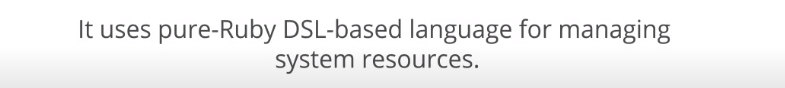 It uses pure-Ruby DSL-based language for managing
system resources.